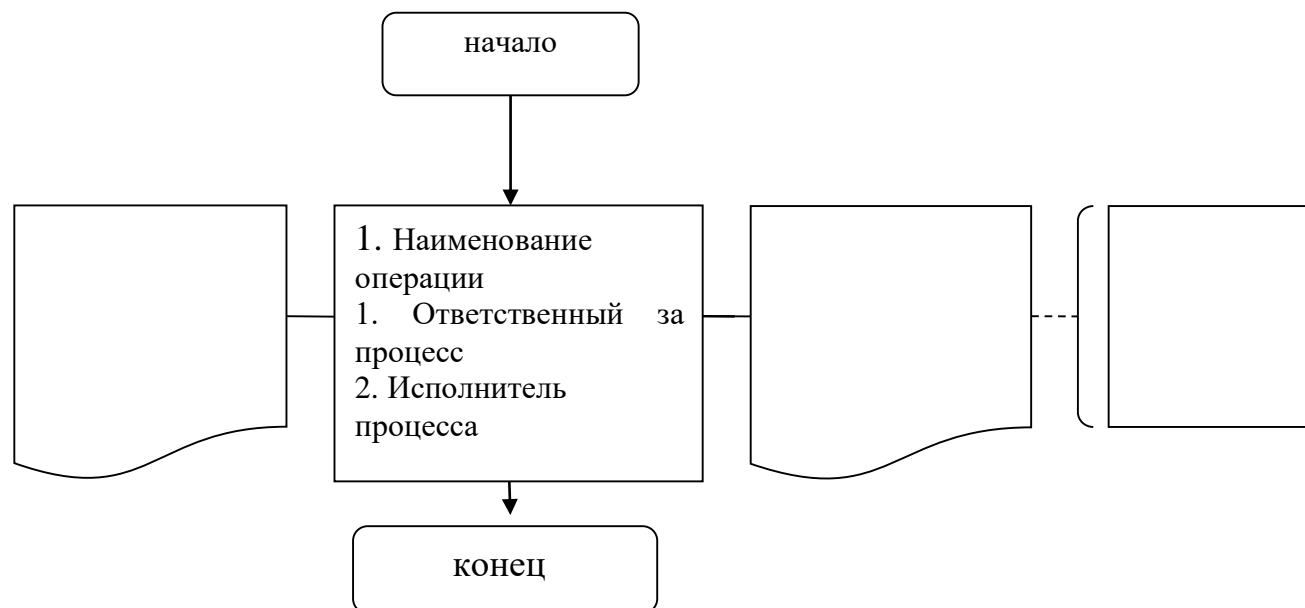 начало
1. Наименование
операции
1. Ответственный за
процесс
2. Исполнитель
процесса
конец